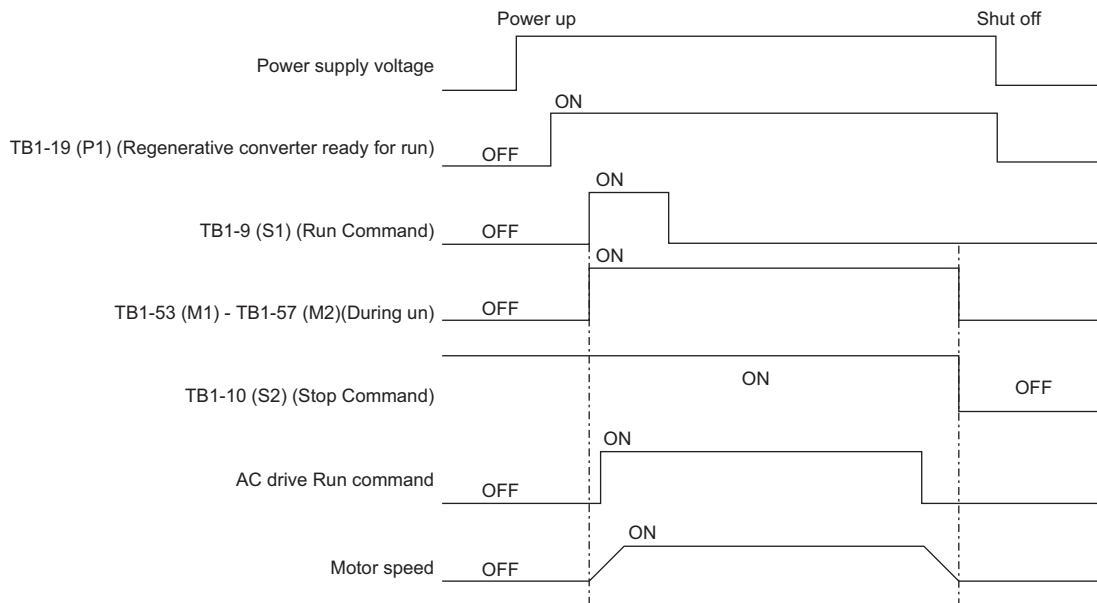 Power up
Shut off
Power supply voltage
ON
TB1-19 (P1) (Regenerative converter ready for run)
OFF
ON
TB1-9 (S1) (Run Command)
OFF
ON
TB1-53 (M1) - TB1-57 (M2)(During un)
OFF
TB1-10 (S2) (Stop Command)
ON
OFF
ON
AC drive Run command
OFF
ON
Motor speed
OFF